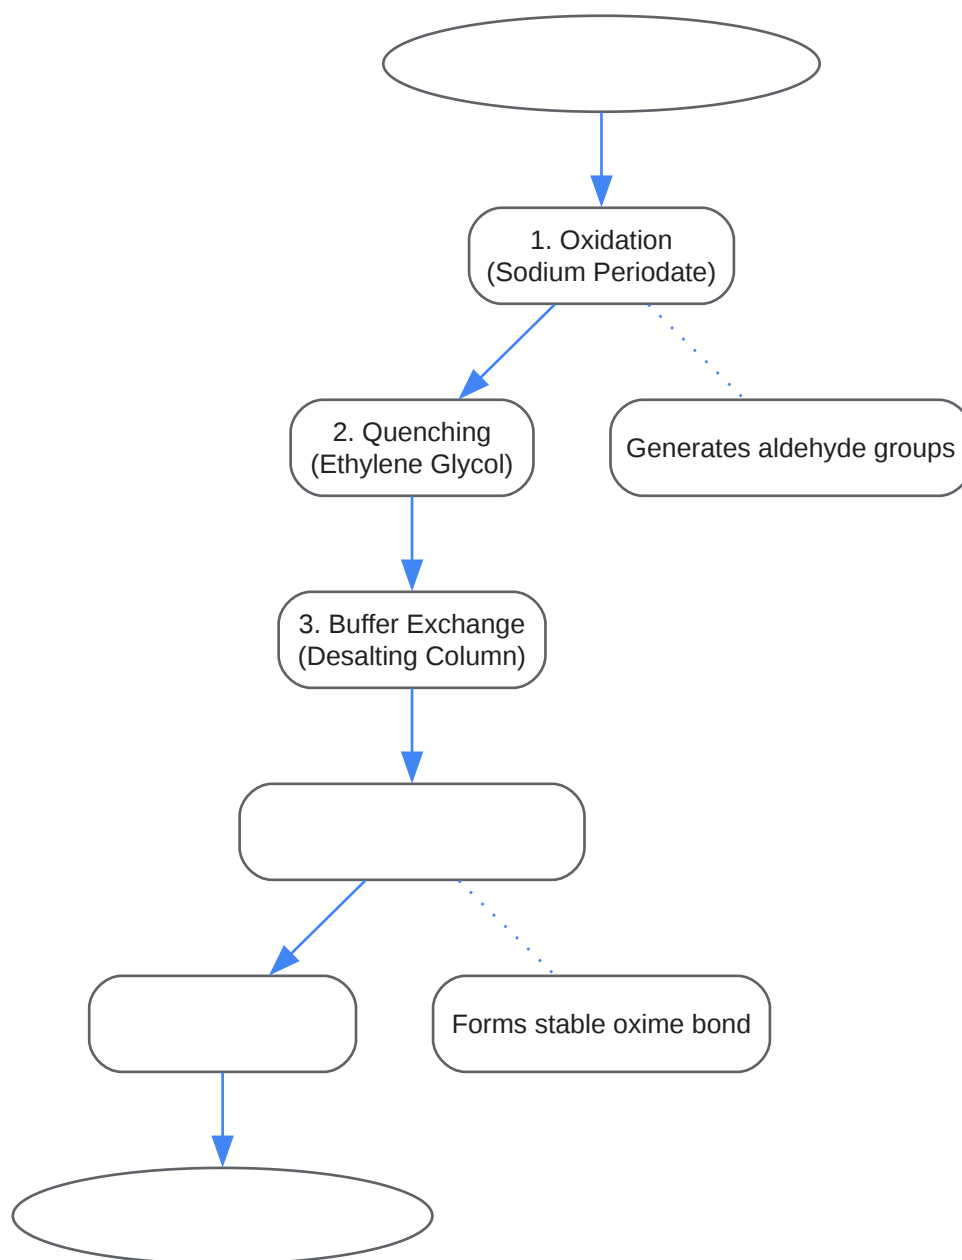 1. Oxidation
(Sodium Periodate)
2. Quenching
(Ethylene Glycol)
Generates aldehyde groups
3. Buffer Exchange
(Desalting Column)
Forms stable oxime bond